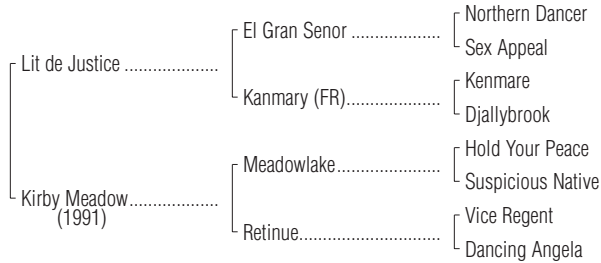 Northern Dancer
El Gran Senor ..................
Sex Appeal
Lit de Justice ...................
Kenmare
Kanmary (FR)...................
Djallybrook
Hold Your Peace
Meadowlake.....................
Suspicious Native
Kirby Meadow..................
(1991)
Vice Regent
Retinue............................
Dancing Angela